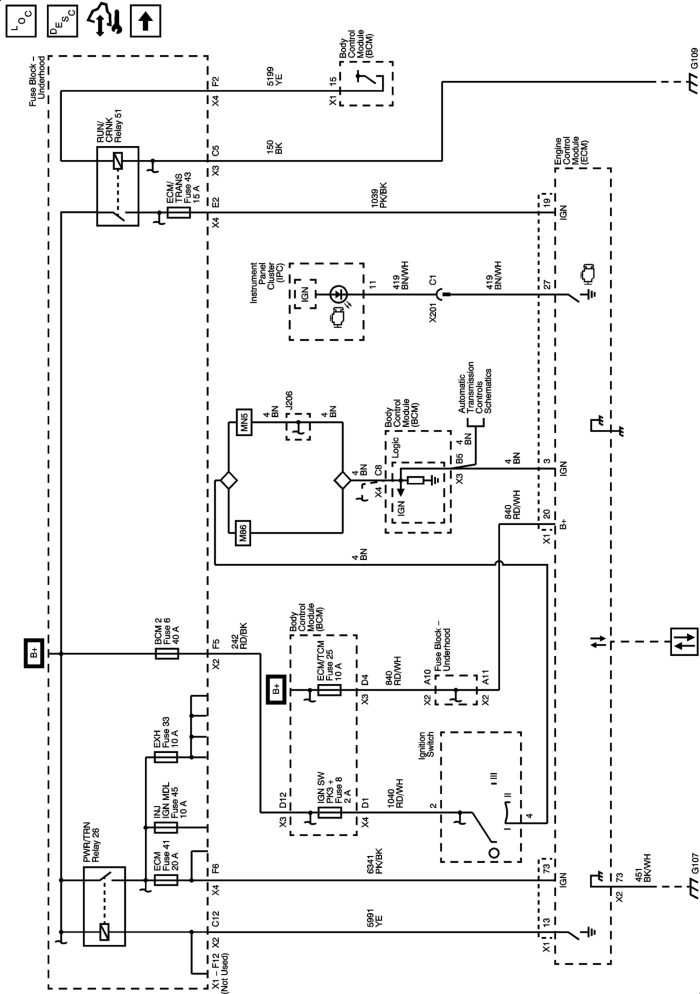 LOC
DESC
Fuse Block –
Underhood
B+
PWR/TRN
Relay 26
ECM
Fuse 41
20 A
INJ
IGN MDL
Fuse 45
10 A
EXH
Fuse 33
10 A
BCM 2
Fuse 6
40 A
RUN/
CRNK
Relay 51
ECM/
TRANS
Fuse 43
15 A
X1 – F12
(Not Used)
X2
C12
X4
F6
X2
F5
X4
E2
X3
C5
X4
F2
242
RD/BK
1039
PK/BK
150
BK
5199
YE
X1
15
Body
Control
Module
(BCM)
G109
5991
YE
6341
PK/BK
Body
Control
Module
(BCM)
X3
D12
IGN SW
PK3 +
Fuse 8
2 A
X4
D1
1040
RD/WH
B+
ECM/TCM
Fuse 25
10 A
X3
D4
840
RD/WH
Fuse Block –
Underhood
X2
A10
X2
A11
Ignition
Switch
2
I
II
III
4
4
BN
M86
MN5
4
BN
J206
4
BN
4
BN
X4
C8
Body
Control
Module
(BCM)
Logic
IGN
X3
B5
4
BN
Automatic
Transmission
Controls
Schematics
4
BN
840
RD/WH
Instrument
Panel
Cluster
(IPC)
IGN
11
419
BN/WH
X201
C1
419
BN/WH
Engine
Control
Module
(ECM)
X1
13
73
IGN
X1
20
B+
3
IGN
27
19
IGN
X2
73
451
BK/WH
G107